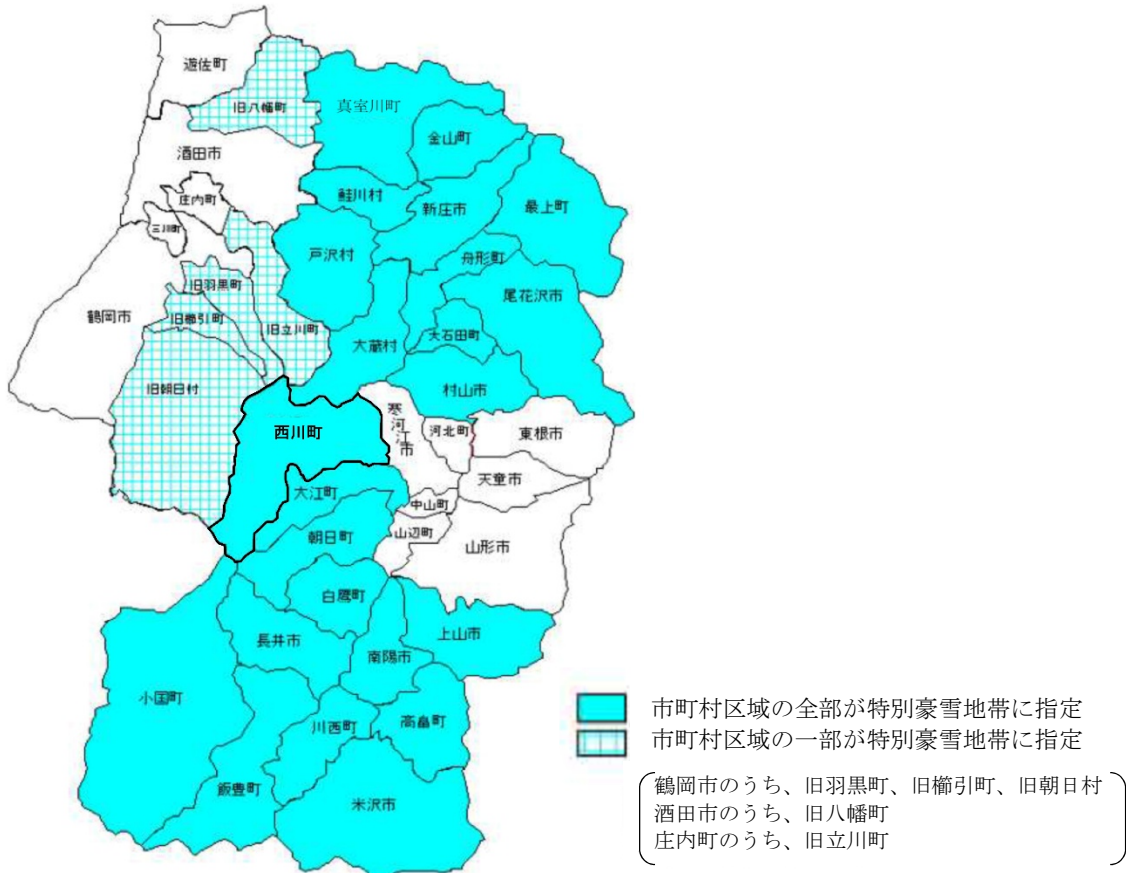 遊佐町
旧八幡町
真室川町
金山町
酒田市
庄内町
鮭川村
新庄市
最上町
三川町
戸沢村
舟形町
旧羽黒町
尾花沢市
鶴岡市
旧櫛引町
旧立川町
大蔵村
大石田町
旧朝日村
村山市
西川町
寒河江市
河北町
東根市
天童市
大江町
中山町
朝日町
山辺町
山形市
白鷹町
長井市
上山市
南陽市
小国町
川西町
高畠町
飯豊町
米沢市
市町村区域の全部が特別豪雪地帯に指定
市町村区域の一部が特別豪雪地帯に指定
鶴岡市のうち、旧羽黒町、旧櫛引町、旧朝日村
酒田市のうち、旧八幡町
庄内町のうち、旧立川町